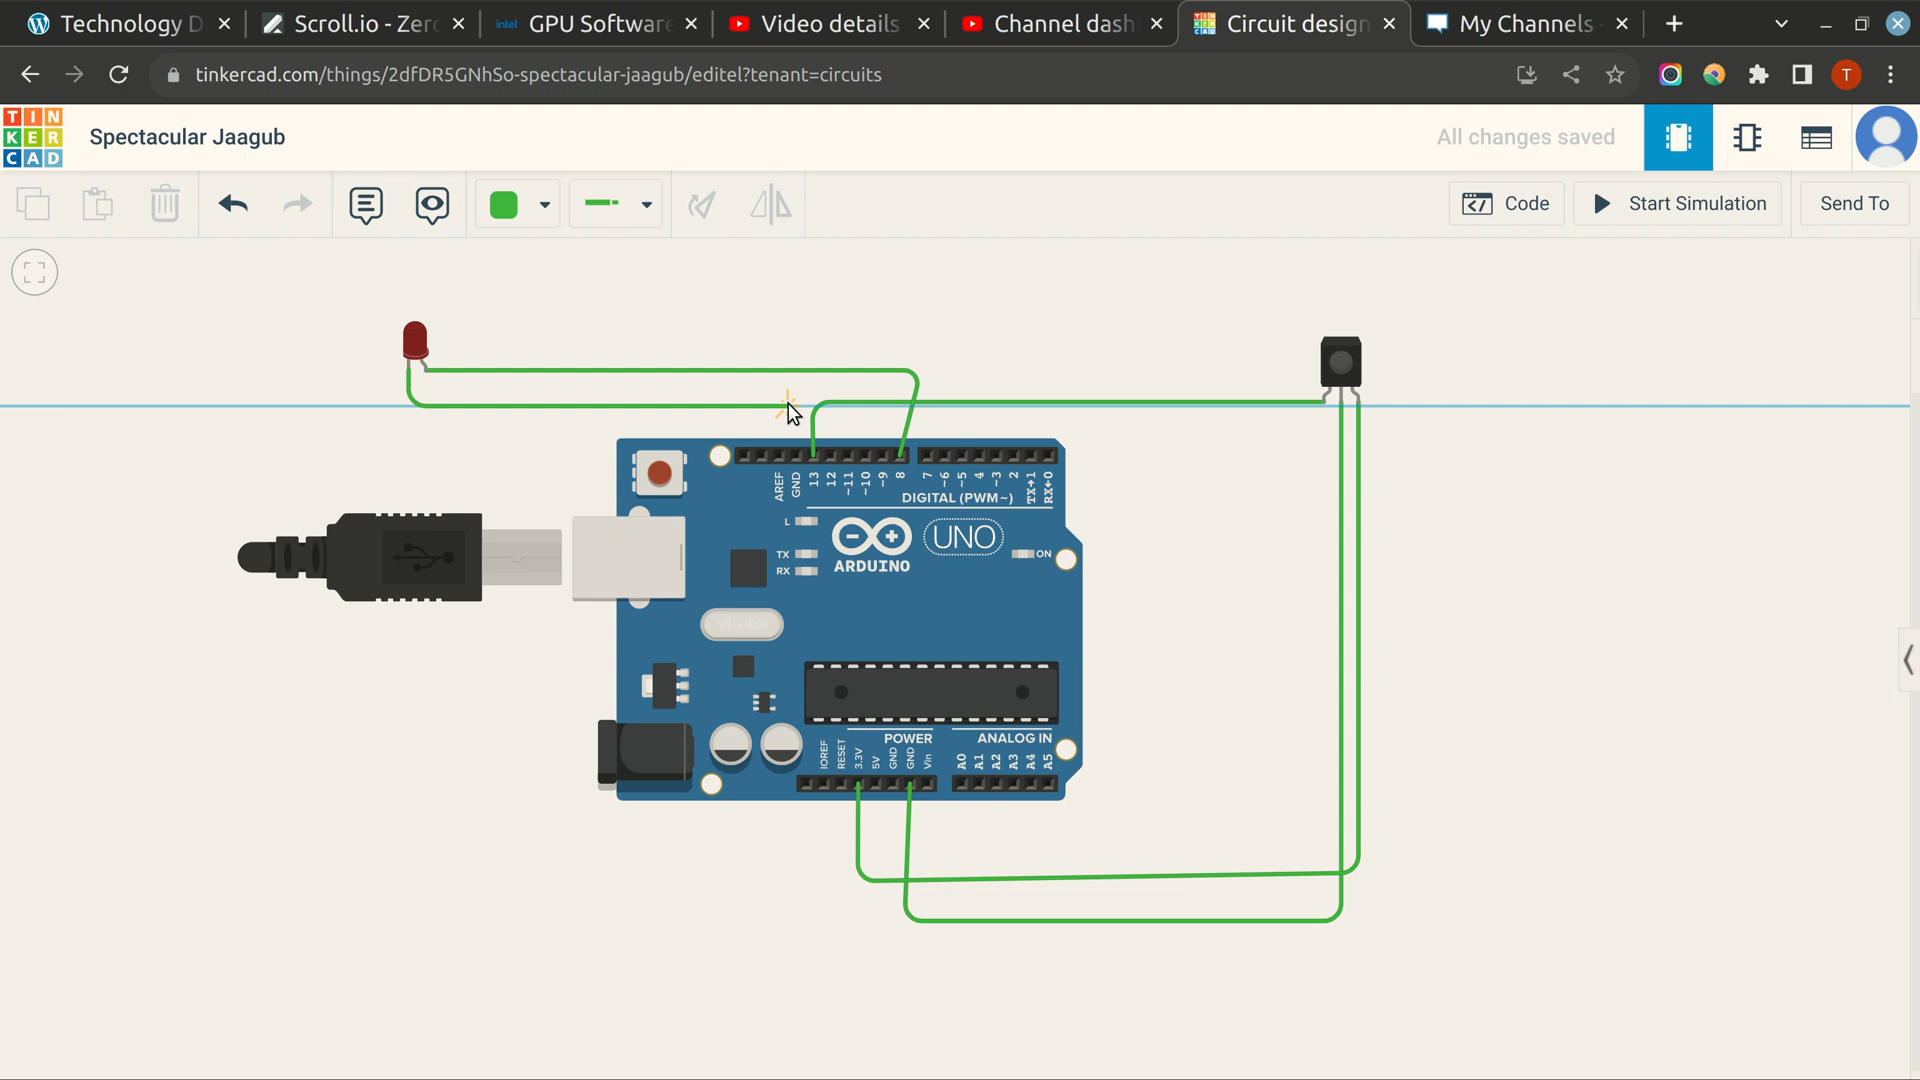 Technology D
Scroll.io - Zero
intel GPU Software
Video details
Channel dash
Circuit design
My Channels -
tinkercad.com/things/2dfDR5GNhSo-spectacular-jaagub/editel?tenant=circuits
T
TIN
KER
CAD
Spectacular Jaagub
All changes saved
Code
Start Simulation
Send To
AREF
GND
13
12
~11
~10
~9
8
7
~6
~5
4
~3
2
TX→1
RX←0
DIGITAL (PWM~)
L
TX
RX
ARDUINO
UNO
ON
POWER
ANALOG IN
IOREF
RESET
3.3V
5V
GND
GND
Vin
A0
A1
A2
A3
A4
A5